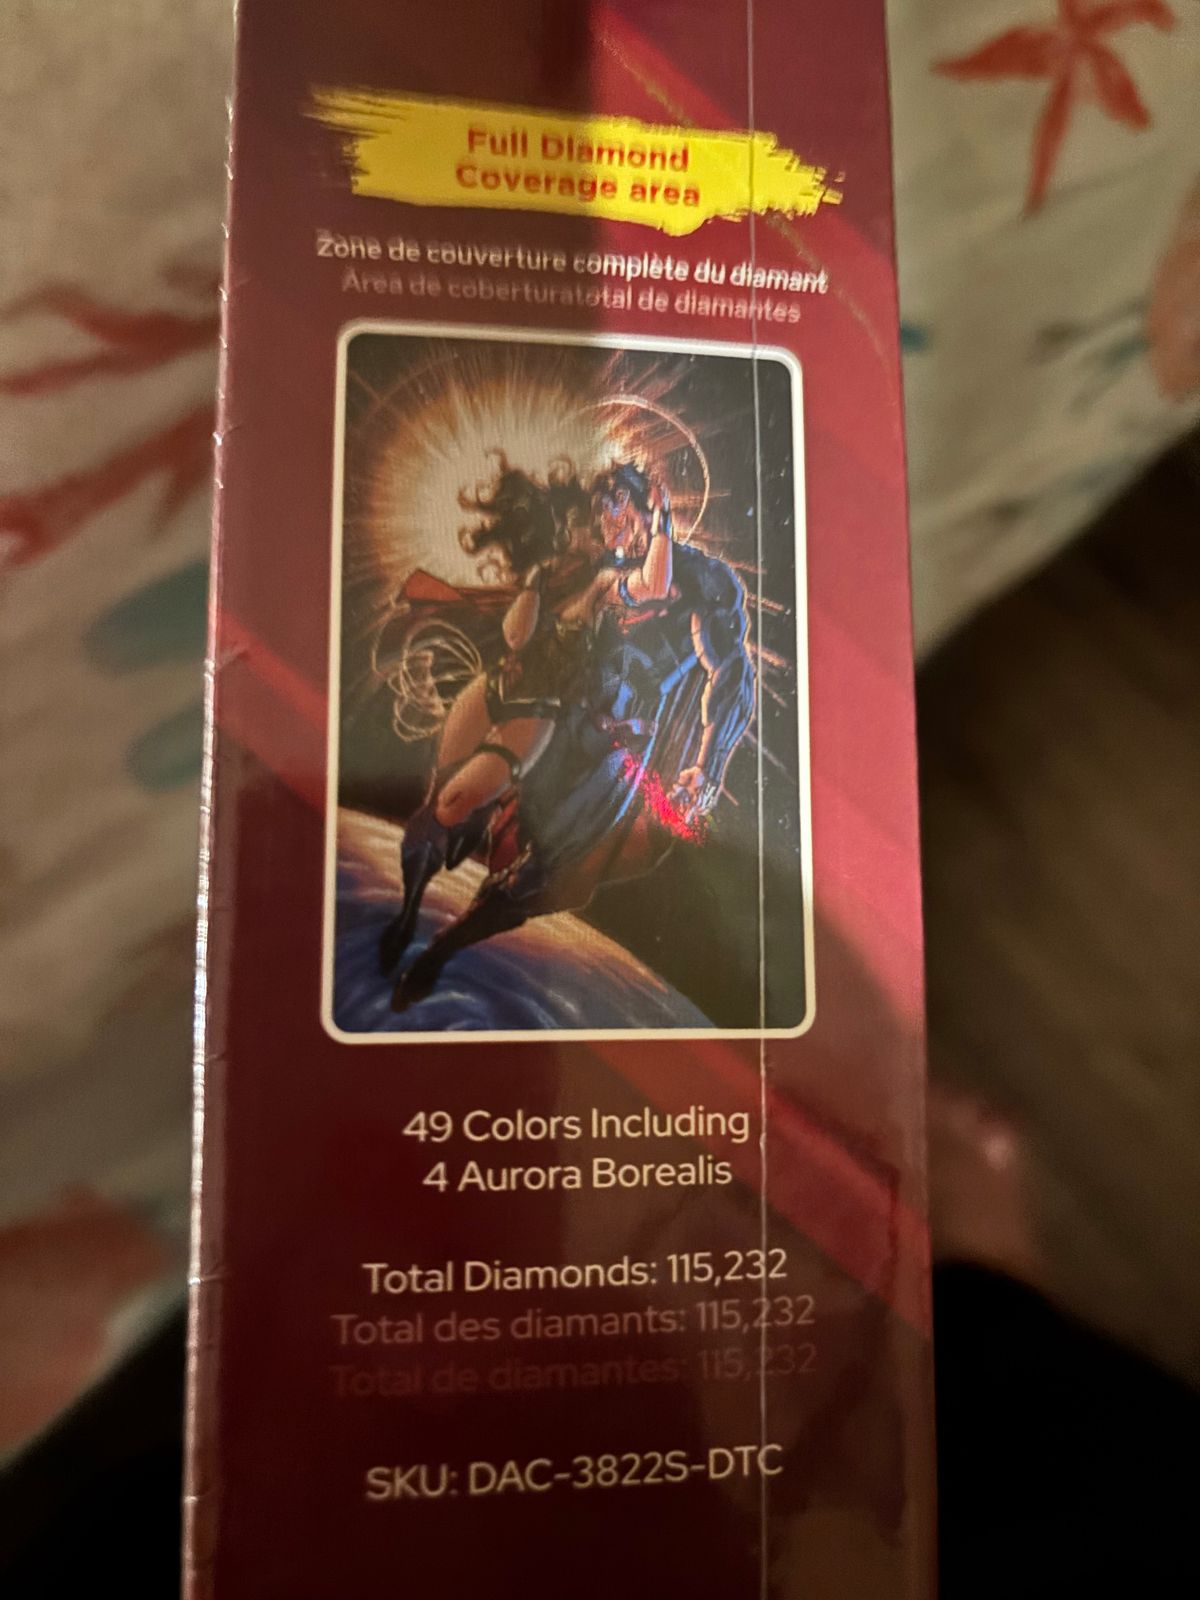 Full Diamond
Coverage area
Zone de couverture complète du diamant
Área de coberturatotal de diamantes
49 Colors Including
4 Aurora Borealis
Total Diamonds: 115,232
Total des diamants: 115,232
Total de diamantes: 115,232
SKU: DAC-3822S-DTC